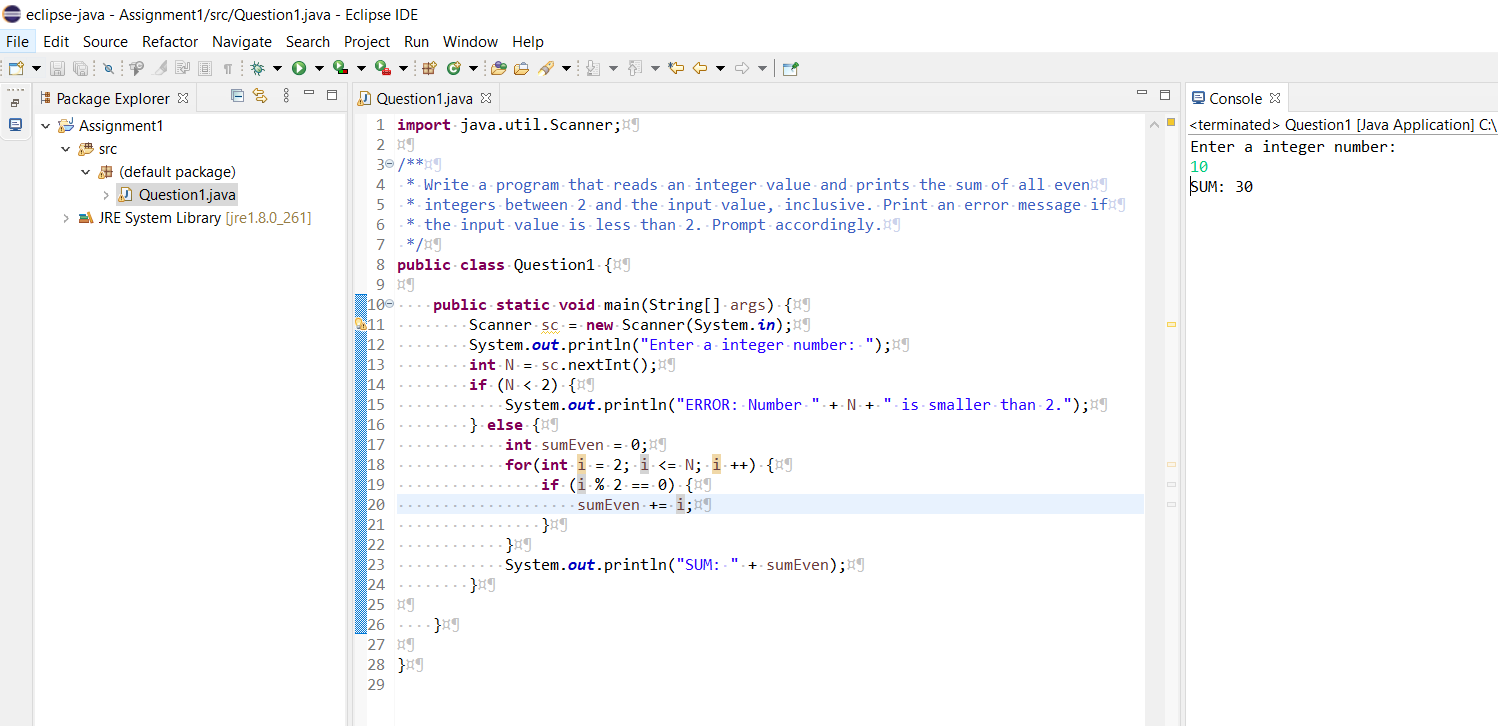 eclipse-java - Assignment1/src/Question1.java - Eclipse IDE
File Edit Source Refactor Navigate Search Project Run Window Help
Package Explorer
Assignment1
src
(default package)
Question1.java
JRE System Library [jre1.8.0_261]
Question1.java
1 import java.util.Scanner;¤¶
2 ¤¶
3 /**¤¶
4  * Write a program that reads an integer value and prints the sum of all even¤¶
5  * integers between 2 and the input value, inclusive. Print an error message if¤¶
6  * the input value is less than 2. Prompt accordingly.¤¶
7  */¤¶
8 public class Question1 {¤¶
9 ¤¶
10     public static void main(String[] args) {¤¶
11         Scanner sc = new Scanner(System.in);¤¶
12         System.out.println("Enter a integer number: ");¤¶
13         int N = sc.nextInt();¤¶
14         if (N < 2) {¤¶
15             System.out.println("ERROR: Number " + N + " is smaller than 2.");¤¶
16         } else {¤¶
17             int sumEven = 0;¤¶
18             for(int i = 2; i <= N; i ++) {¤¶
19                 if (i % 2 == 0) {¤¶
20                     sumEven += i;¤¶
21                 }¤¶
22             }¤¶
23             System.out.println("SUM: " + sumEven);¤¶
24         }¤¶
25 ¤¶
26     }¤¶
27 ¤¶
28 }¤¶
29
Console
<terminated> Question1 [Java Application] C:\
Enter a integer number:
10
SUM: 30